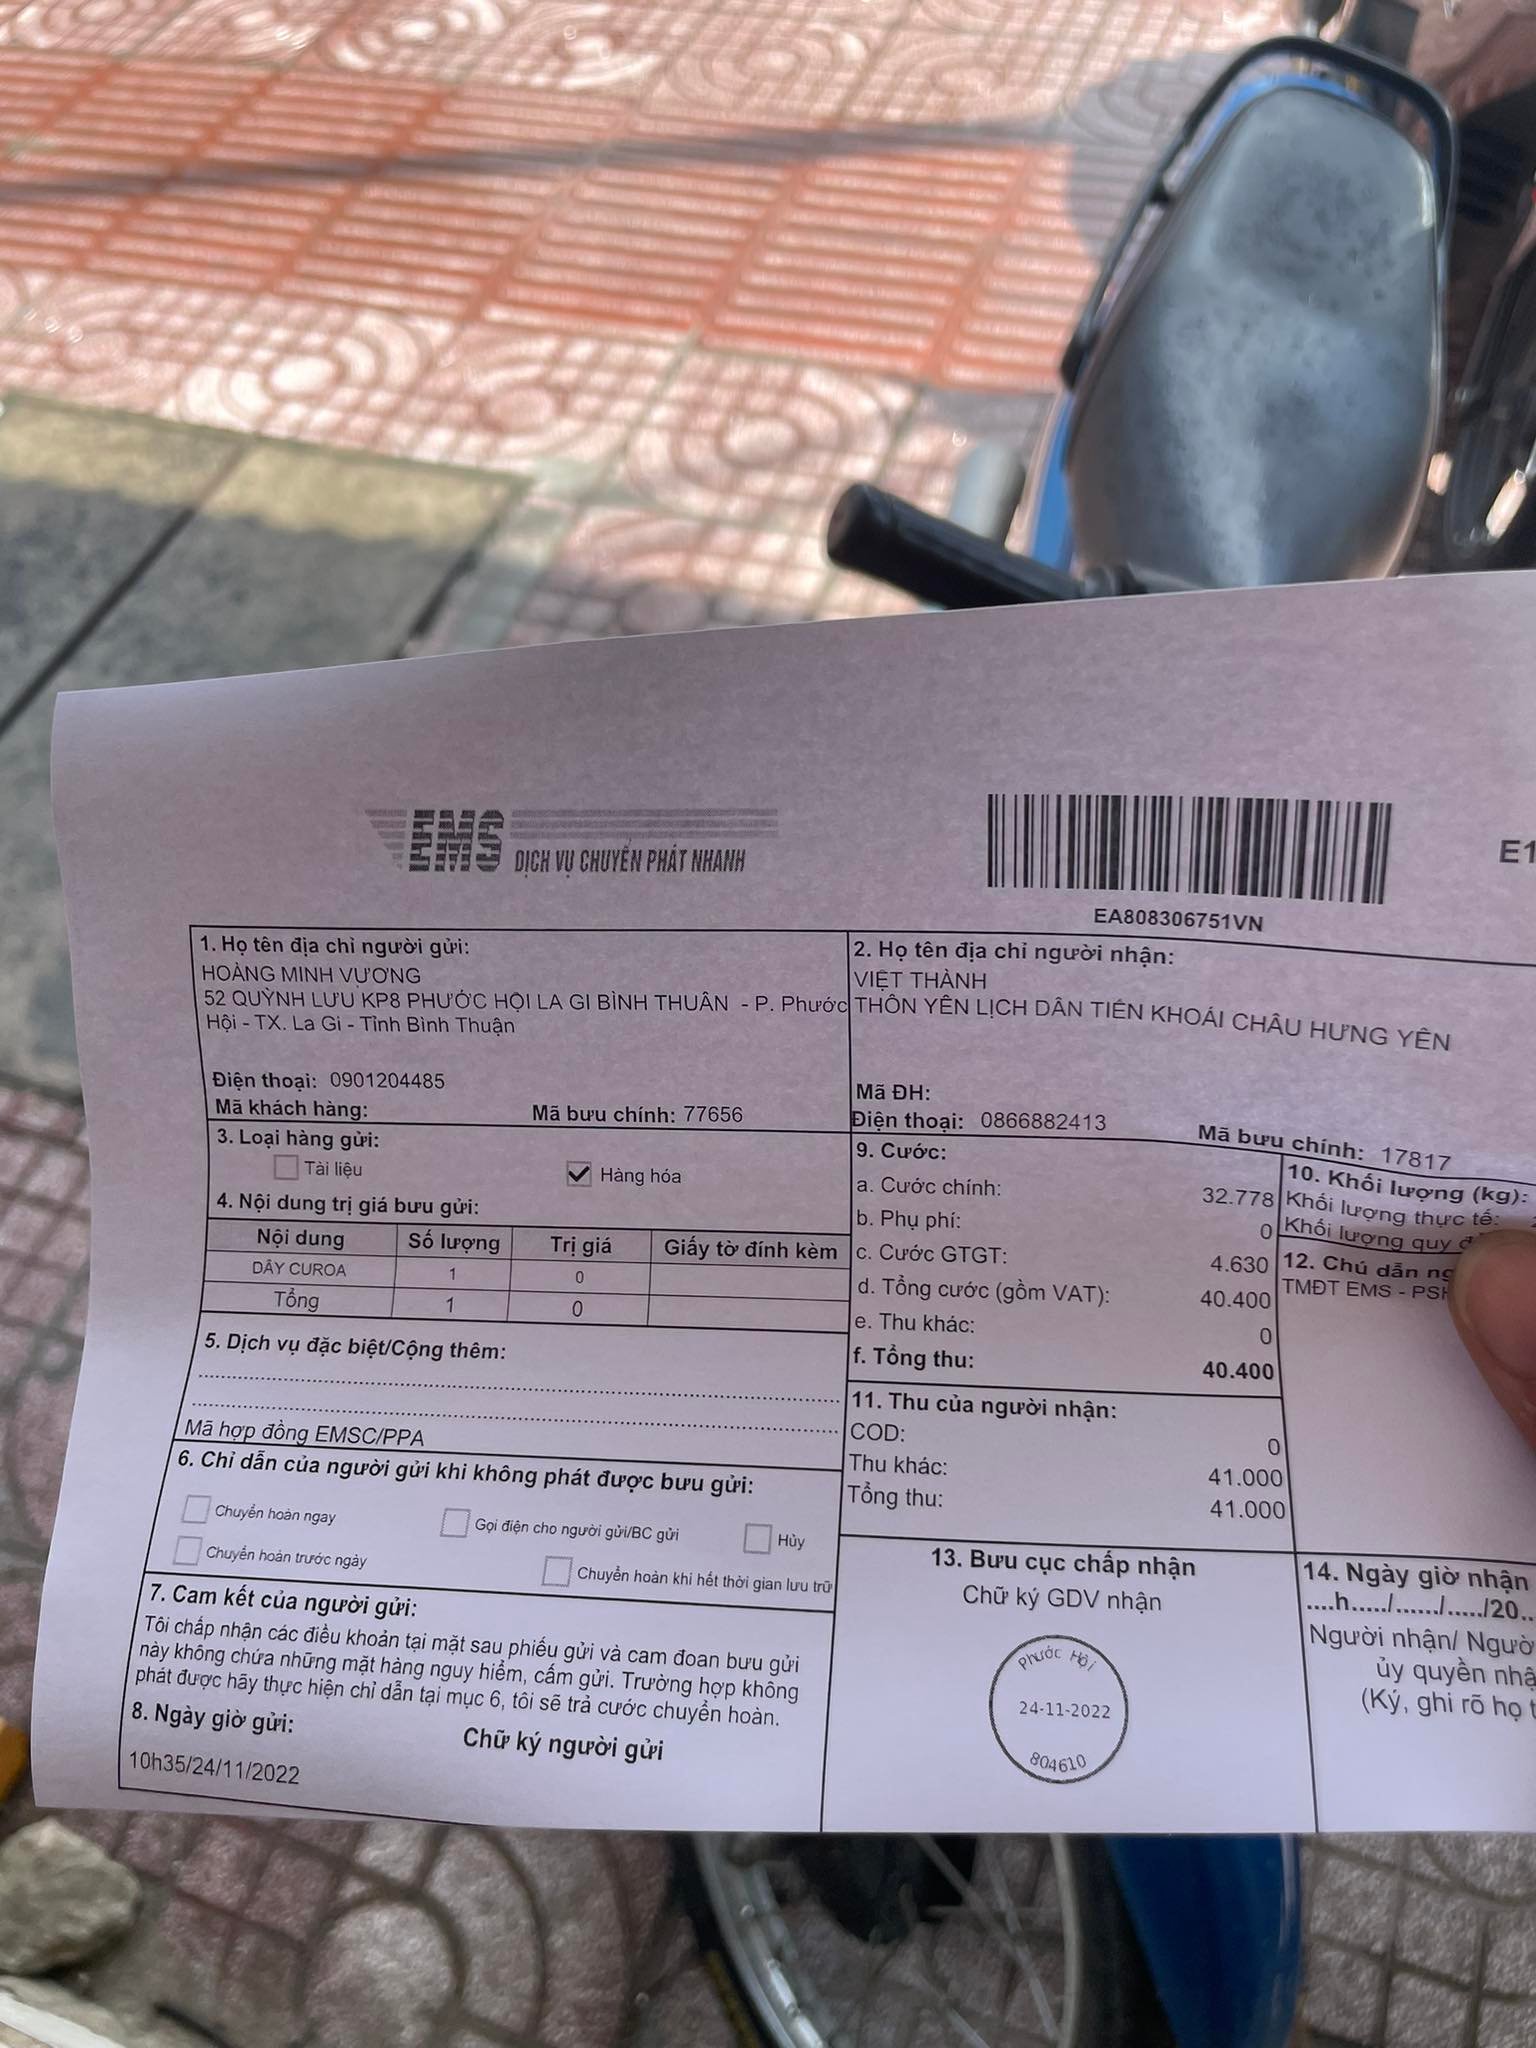 EMS DỊCH VỤ CHUYỂN PHÁT NHANH
EA808306751VN
E1
1. Họ tên địa chỉ người gửi:
HOÀNG MINH VƯƠNG
52 QUỲNH LƯU KP8 PHƯỚC HỘI LA GI BÌNH THUÂN - P. Phước
Hội - TX. La Gi - Tỉnh Bình Thuận
Điện thoại: 0901204485
Mã khách hàng:
Mã bưu chính: 77656
2. Họ tên địa chỉ người nhận:
VIỆT THÀNH
THÔN YÊN LỊCH DÂN TIẾN KHOÁI CHÂU HƯNG YÊN
Mã ĐH:
Điện thoại: 0866882413
Mã bưu chính: 17817
3. Loại hàng gửi:
Tài liệu
Hàng hóa
4. Nội dung trị giá bưu gửi:
Nội dung Số lượng Trị giá Giấy tờ đính kèm
DÂY CUROA 1 0
Tổng 1 0
5. Dịch vụ đặc biệt/Cộng thêm:
Mã hợp đồng EMSC/PPA
6. Chỉ dẫn của người gửi khi không phát được bưu gửi:
Chuyển hoàn ngay
Gọi điện cho người gửi/BC gửi
Hủy
Chuyển hoàn trước ngày
Chuyển hoàn khi hết thời gian lưu trữ
7. Cam kết của người gửi:
Tôi chấp nhận các điều khoản tại mặt sau phiếu gửi và cam đoan bưu gửi
này không chứa những mặt hàng nguy hiểm, cấm gửi. Trường hợp không
phát được hãy thực hiện chỉ dẫn tại mục 6, tôi sẽ trả cước chuyển hoàn.
8. Ngày giờ gửi:
Chữ ký người gửi
10h35/24/11/2022
9. Cước:
a. Cước chính: 32.778
b. Phụ phí: 0
c. Cước GTGT: 4.630
d. Tổng cước (gồm VAT): 40.400
e. Thu khác: 0
f. Tổng thu: 40.400
10. Khối lượng (kg):
Khối lượng thực tế:
Khối lượng quy
11. Thu của người nhận:
COD: 0
Thu khác: 41.000
Tổng thu: 41.000
12. Chú dẫn
TMĐT EMS -
13. Bưu cục chấp nhận
Chữ ký GDV nhận
Phước Hội
24-11-2022
804610
14. Ngày giờ nhận
....h...../....../...../20..
Người nhận/
ủy quyền
(Ký, ghi rõ họ